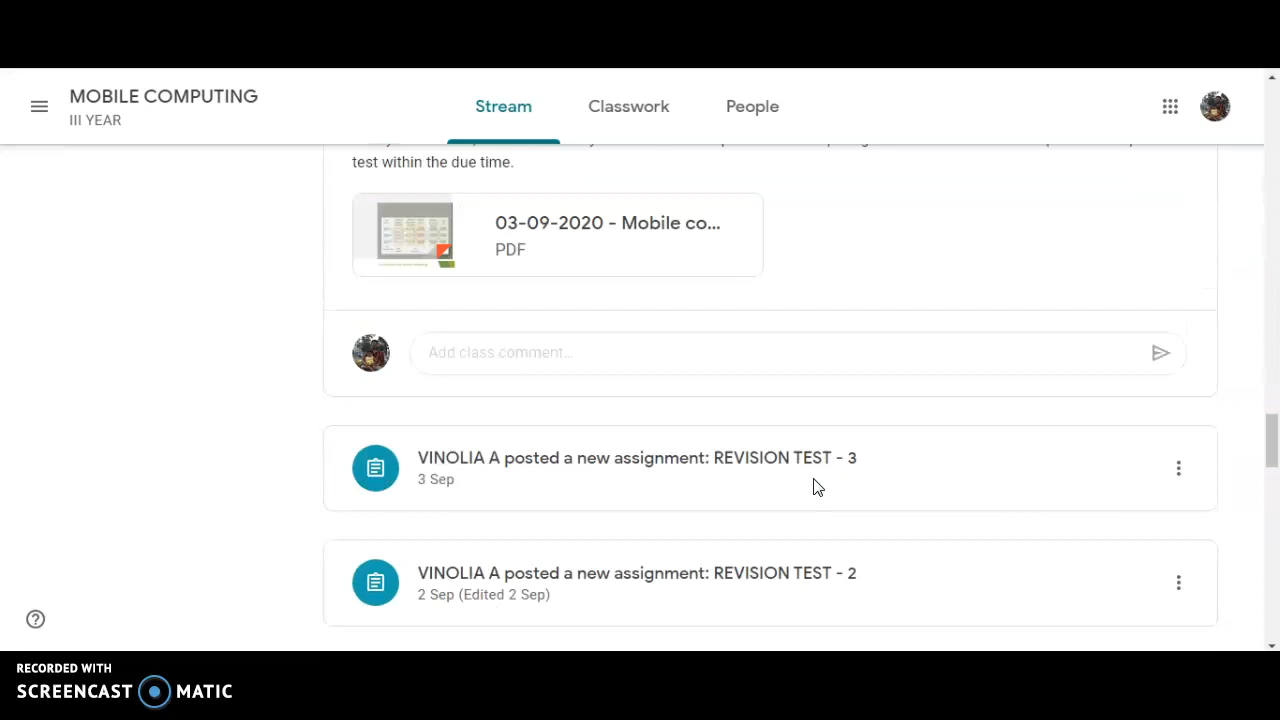 MOBILE COMPUTING
III YEAR
Stream
Classwork
People
test within the due time.
03-09-2020 - Mobile co...
PDF
Add class comment...
VINOLIA A posted a new assignment: REVISION TEST - 3
3 Sep
VINOLIA A posted a new assignment: REVISION TEST - 2
2 Sep (Edited 2 Sep)
RECORDED WITH
SCREENCAST MATIC